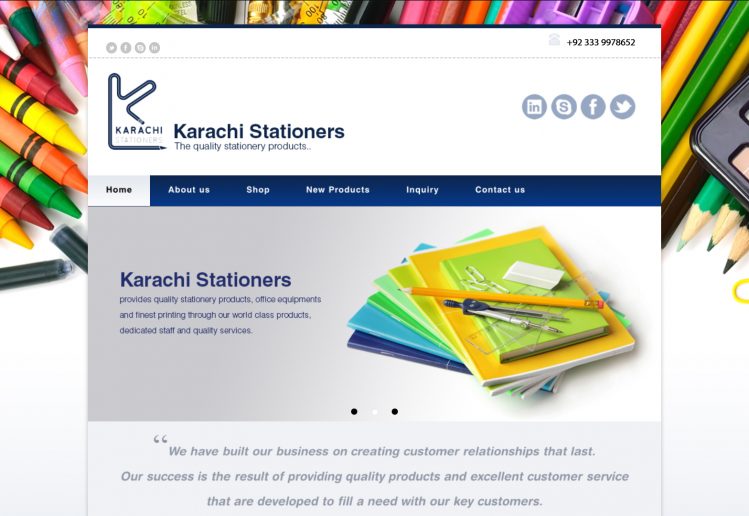 +92 333 9978652
KARACHI
STATIONERS
Karachi Stationers
The quality stationery products..
Home About us Shop New Products Inquiry Contact us
Karachi Stationers
provides quality stationery products, office equipments
and finest printing through our world class products,
dedicated staff and quality services.
“We have built our business on creating customer relationships that last.
Our success is the result of providing quality products and excellent customer service
that are developed to fill a need with our key customers.